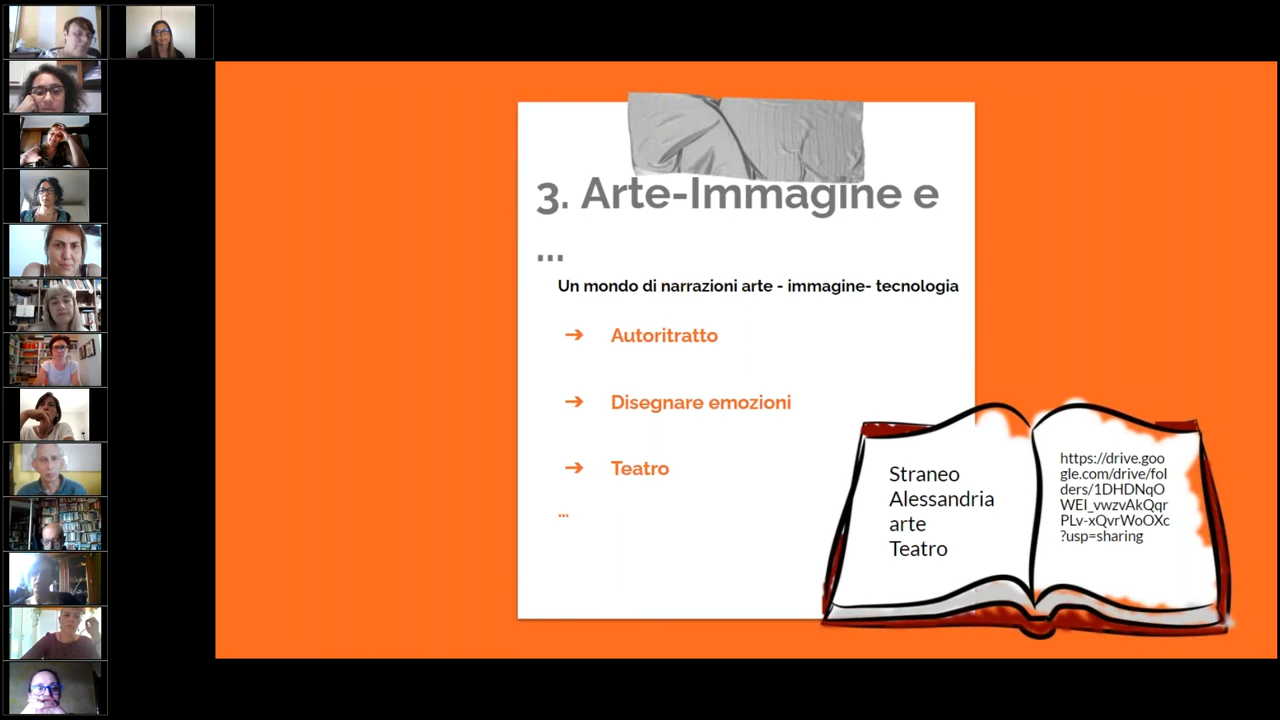 3. Arte-Immagine e
...
Un mondo di narrazioni arte - immagine- tecnologia
➔ Autoritratto
➔ Disegnare emozioni
➔ Teatro
...
Straneo
Alessandria
arte
Teatro
https://drive.goo
gle.com/drive/fol
ders/1DHDNqO
WEI_vwzvAkQqr
PLv-xQvrWoOXc
?usp=sharing